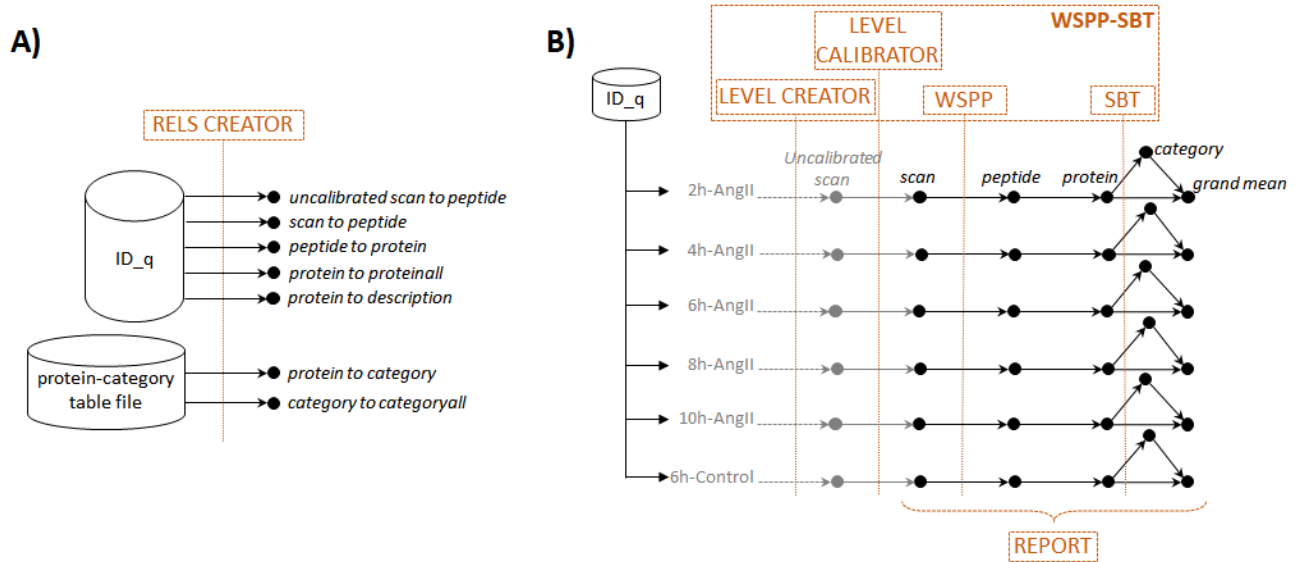 A)
RELS CREATOR
ID_q
uncalibrated scan to peptide
scan to peptide
peptide to protein
protein to proteinall
protein to description
protein-category
table file
protein to category
category to categoryall
B)
WSPP-SBT
LEVEL
CALIBRATOR
ID_q
LEVEL CREATOR
WSPP
SBT
Uncalibrated
scan
scan
peptide
protein
category
grand mean
2h-AngII
4h-AngII
6h-AngII
8h-AngII
10h-AngII
6h-Control
REPORT